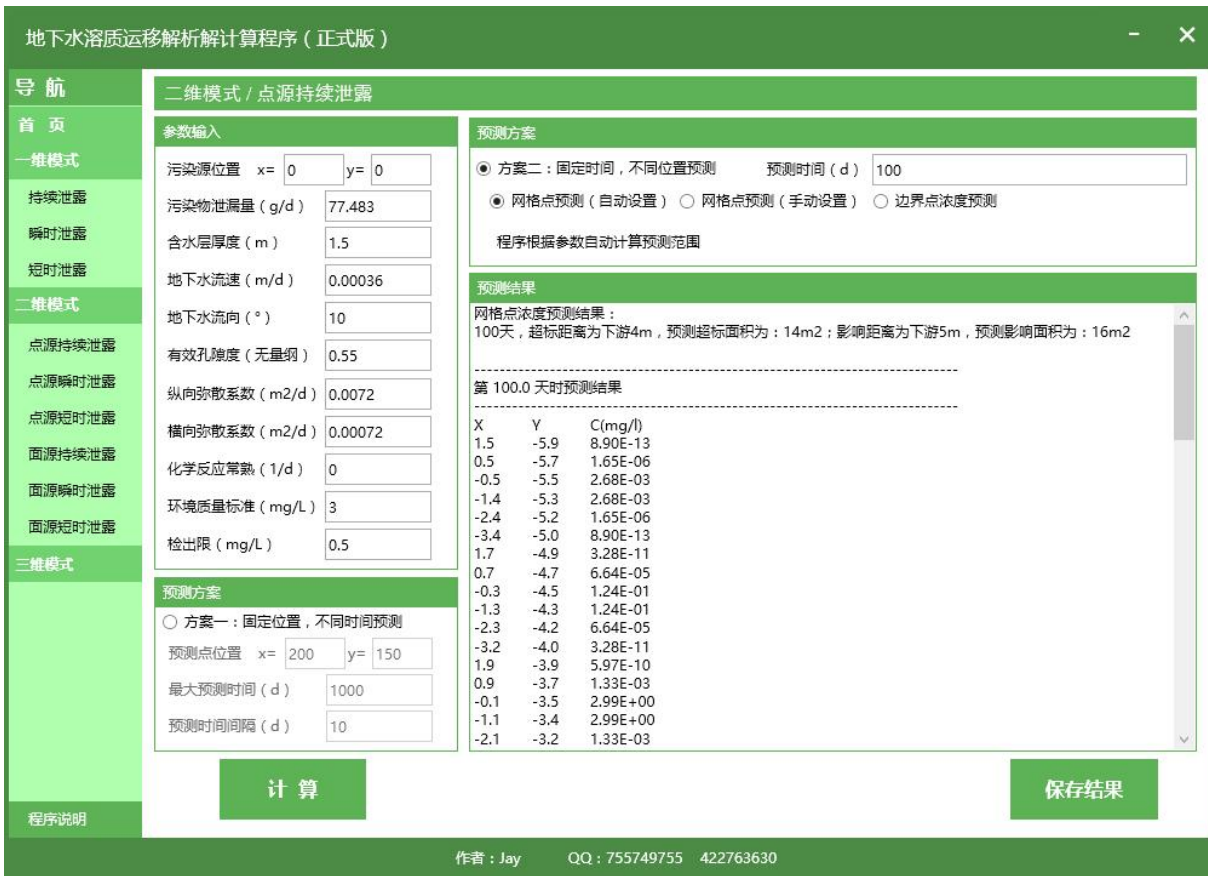 地下水溶质运移解析解计算程序（正式版）
导 航
首 页
一维模式
持续泄露
瞬时泄露
短时泄露
二维模式
点源持续泄露
点源瞬时泄露
点源短时泄露
面源持续泄露
面源瞬时泄露
面源短时泄露
三维模式
程序说明
二维模式 / 点源持续泄露
参数输入
污染源位置 x= 0 y= 0
污染物泄漏量（g/d） 77.483
含水层厚度（m） 1.5
地下水流速（m/d） 0.00036
地下水流向（°） 10
有效孔隙度（无量纲） 0.55
纵向弥散系数（m2/d） 0.0072
横向弥散系数（m2/d） 0.00072
化学反应常熟（1/d） 0
环境质量标准（mg/L） 3
检出限（mg/L） 0.5
预测方案
方案一：固定位置，不同时间预测
预测点位置 x= 200 y= 150
最大预测时间（d） 1000
预测时间间隔（d） 10
计 算
预测方案
方案二：固定时间，不同位置预测 预测时间（d） 100
网格点预测（自动设置） 网格点预测（手动设置） 边界点浓度预测
程序根据参数自动计算预测范围
预测结果
网格点浓度预测结果：
100天，超标距离为下游4m，预测超标面积为：14m2；影响距离为下游5m，预测影响面积为：16m2
------------------------------------------------------------------------------
第 100.0 天时预测结果
------------------------------------------------------------------------------
X Y C(mg/l)
1.5 -5.9 8.90E-13
0.5 -5.7 1.65E-06
-0.5 -5.5 2.68E-03
-1.4 -5.3 2.68E-03
-2.4 -5.2 1.65E-06
-3.4 -5.0 8.90E-13
1.7 -4.9 3.28E-11
0.7 -4.7 6.64E-05
-0.3 -4.5 1.24E-01
-1.3 -4.3 1.24E-01
-2.3 -4.2 6.64E-05
-3.2 -4.0 3.28E-11
1.9 -3.9 5.97E-10
0.9 -3.7 1.33E-03
-0.1 -3.5 2.99E+00
-1.1 -3.4 2.99E+00
-2.1 -3.2 1.33E-03
保存结果
作者：Jay QQ：755749755 422763630